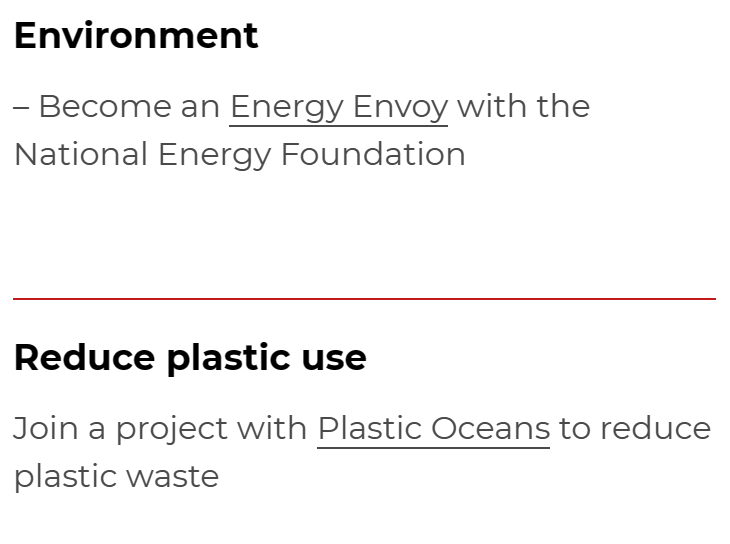 Environment
– Become an Energy Envoy with the
National Energy Foundation
Reduce plastic use
Join a project with Plastic Oceans to reduce
plastic waste